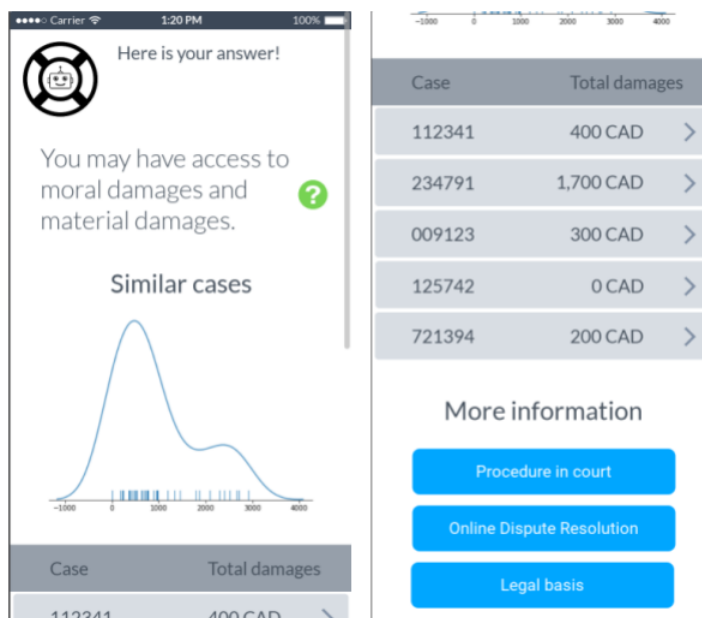 Carrier 1:20 PM 100%
Here is your answer!
You may have access to
moral damages and
material damages.
?
Similar cases
−1000 0 1000 2000 3000 4000
Case Total damages
112341 400 CAD
−1000 0 1000 2000 3000 4000
Case Total damages
112341 400 CAD
234791 1,700 CAD
009123 300 CAD
125742 0 CAD
721394 200 CAD
More information
Procedure in court
Online Dispute Resolution
Legal basis